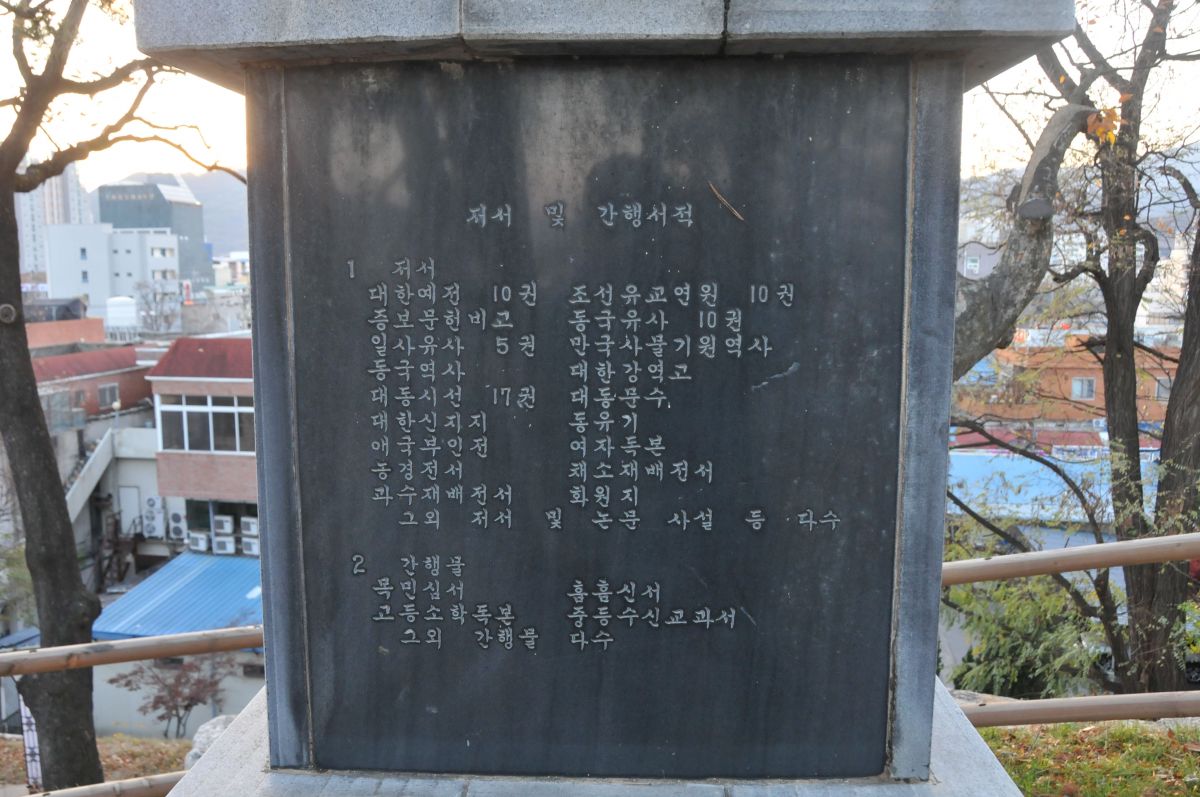 저서 및 간행서적
1 저서
대한예전 10권 조선유교연원 10권
증보문헌비고 동국유사 10권
일사유사 5권 만국사물기원역사
동국역사 대한강역고
대동시선 17권 대동문수
대한신지지 동유기
애국부인전 여자독본
농경전서 채소재배전서
과수재배전서 화원지
그외 저서 및 논문 사설 등 다수
2 간행물
목민심서 흠흠신서
고등소학독본 중등수신교과서
그외 간행물 다수